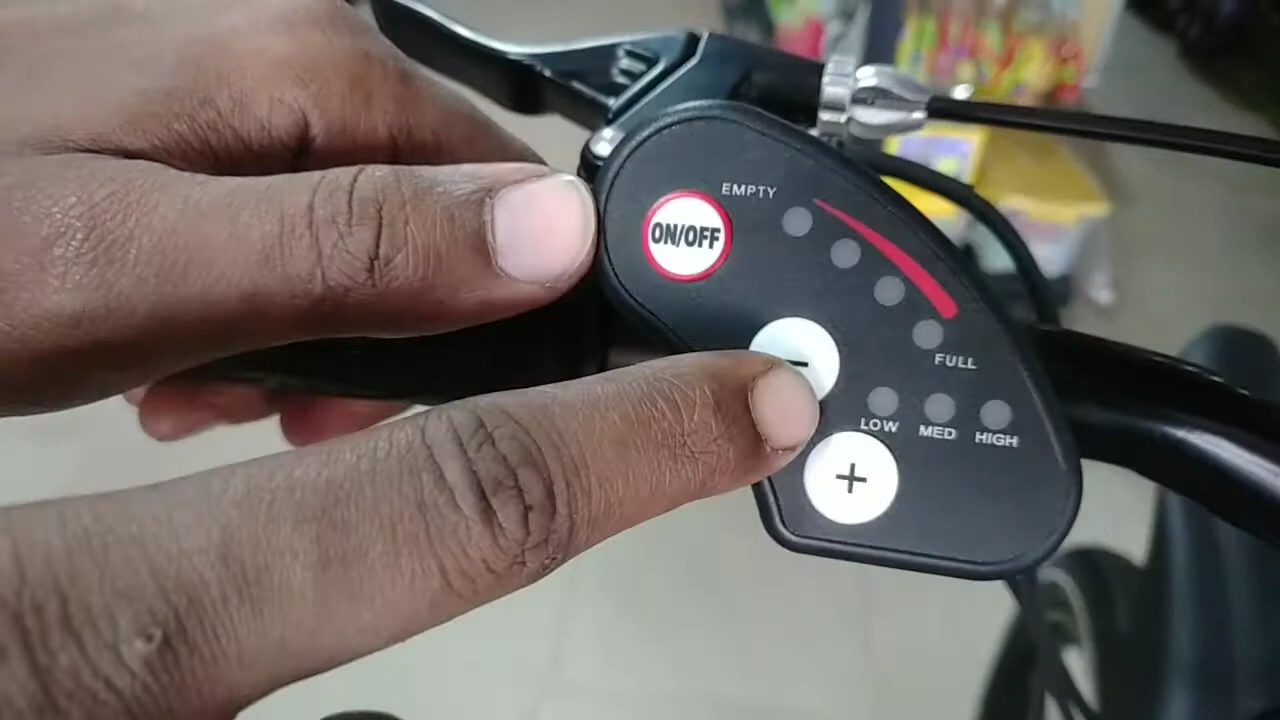 EMPTY
ON/OFF
FULL
-
LOW MED HIGH
+